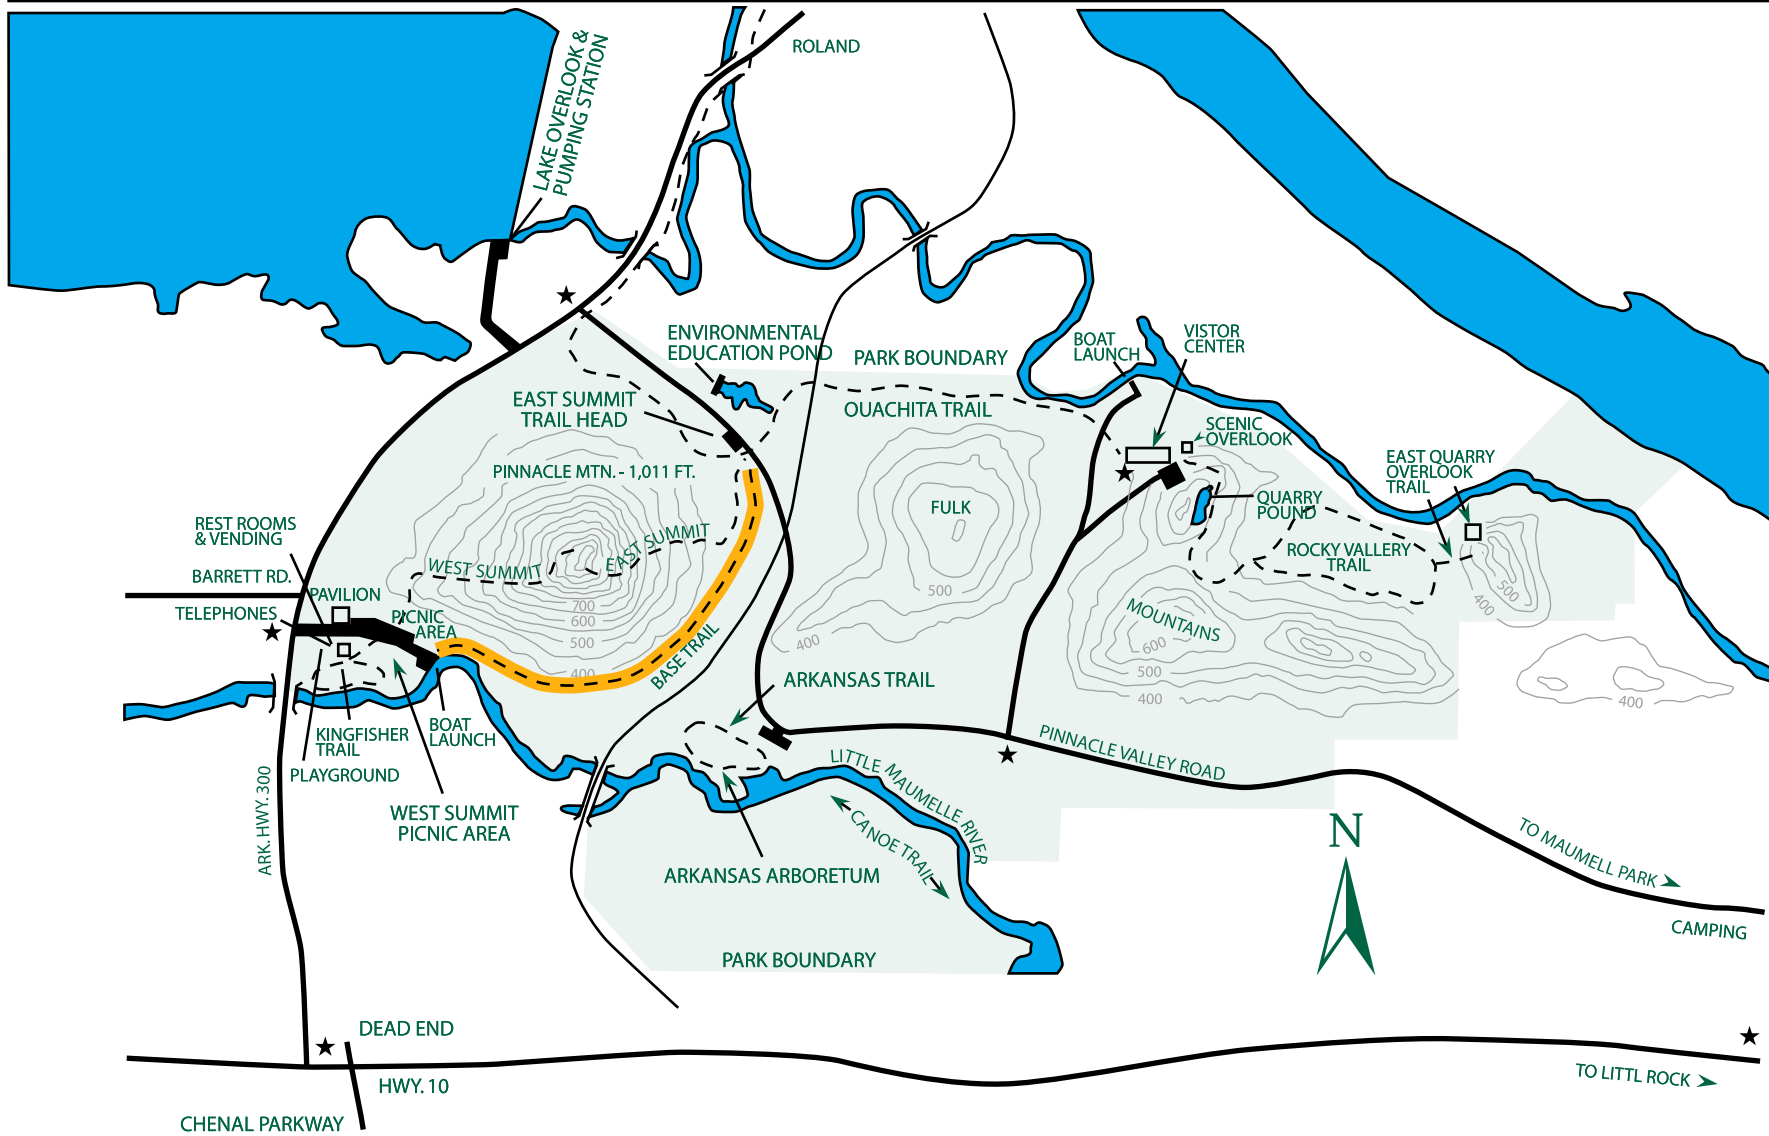 ROLAND
LAKE OVERLOOK &
PUMPING STATION
ENVIRONMENTAL
EDUCATION POND
PARK BOUNDARY
BOAT
LAUNCH
VISTOR
CENTER
EAST SUMMIT
TRAIL HEAD
OUACHITA TRAIL
SCENIC
OVERLOOK
PINNACLE MTN. - 1,011 FT.
EAST QUARRY
OVERLOOK
TRAIL
FULK
QUARRY
POUND
REST ROOMS
& VENDING
WEST SUMMIT
EAST SUMMIT
ROCKY VALLERY
TRAIL
BARRETT RD.
PAVILION
TELEPHONES
PICNIC
AREA
700
600
500
400
500
400
500
400
MOUNTAINS
600
500
400
400
BASE TRAIL
ARKANSAS TRAIL
KINGFISHER
TRAIL
BOAT
LAUNCH
PLAYGROUND
PINNACLE VALLEY ROAD
LITTLE MAUMELLE RIVER
CANOE TRAIL
ARK. HWY. 300
WEST SUMMIT
PICNIC AREA
N
TO MAUMELL PARK
ARKANSAS ARBORETUM
CAMPING
PARK BOUNDARY
DEAD END
HWY. 10
TO LITTL ROCK
CHENAL PARKWAY